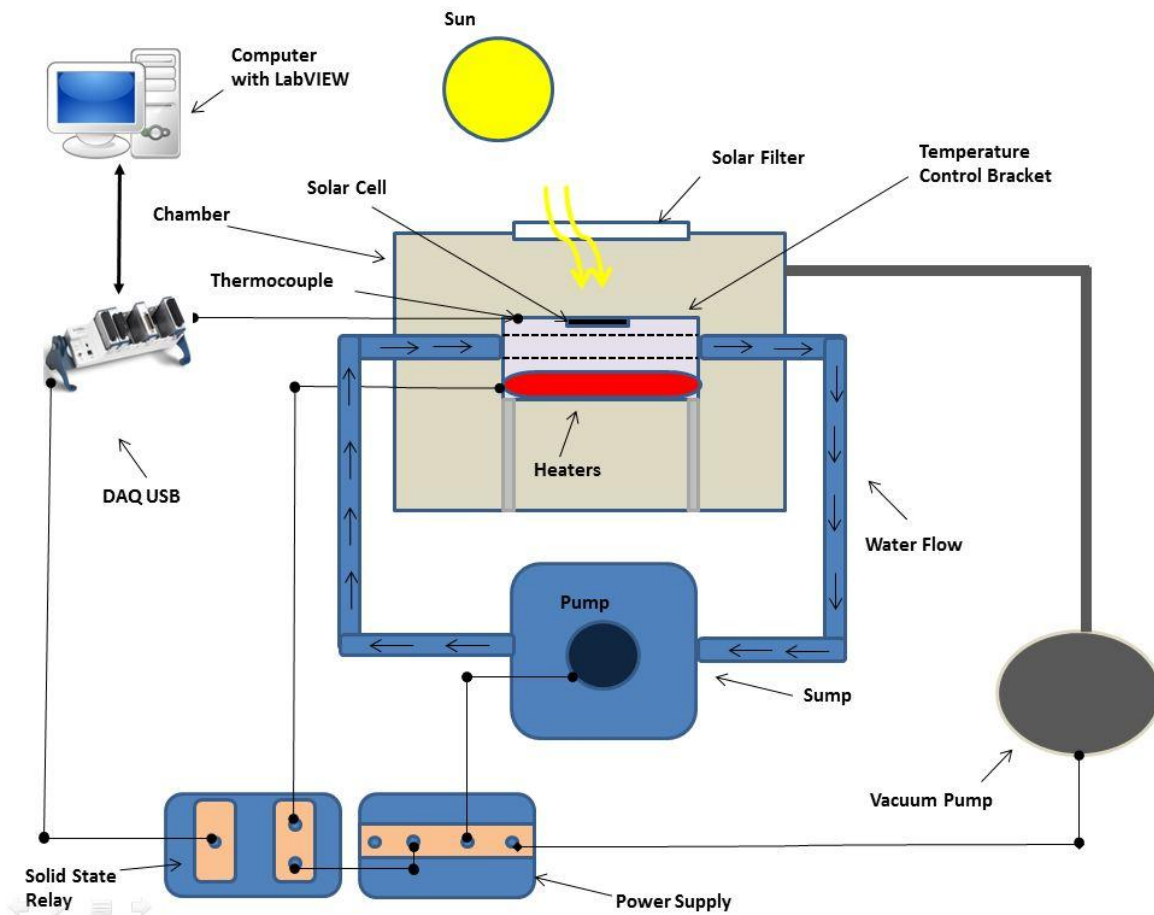 Sun
Computer
with LabVIEW
Solar Filter
Temperature
Control Bracket
Solar Cell
Chamber
Thermocouple
Heaters
DAQ USB
Water Flow
Pump
Sump
Vacuum Pump
Solid State
Relay
Power Supply